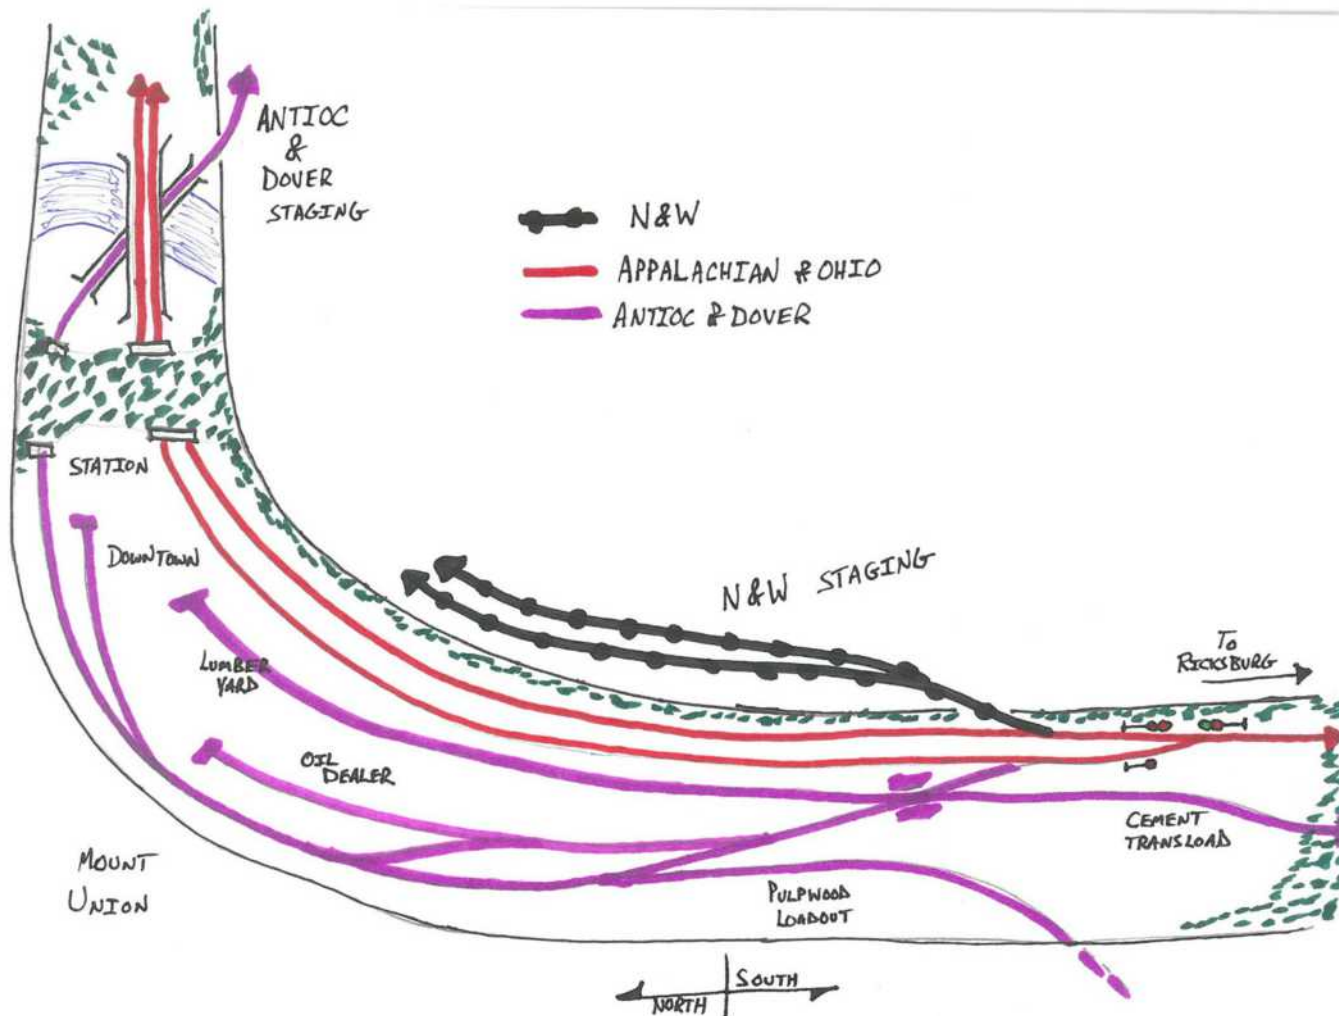 ANTIOC
&
DOVER
STAGING
N&W
APPALACHIAN & OHIO
ANTIOC & DOVER
STATION
DOWNTOWN
LUMBER
YARD
N&W STAGING
TO
RICKSBURG
OIL
DEALER
CEMENT
TRANSLOAD
MOUNT
UNION
PULPWOOD
LOADOUT
NORTH
SOUTH